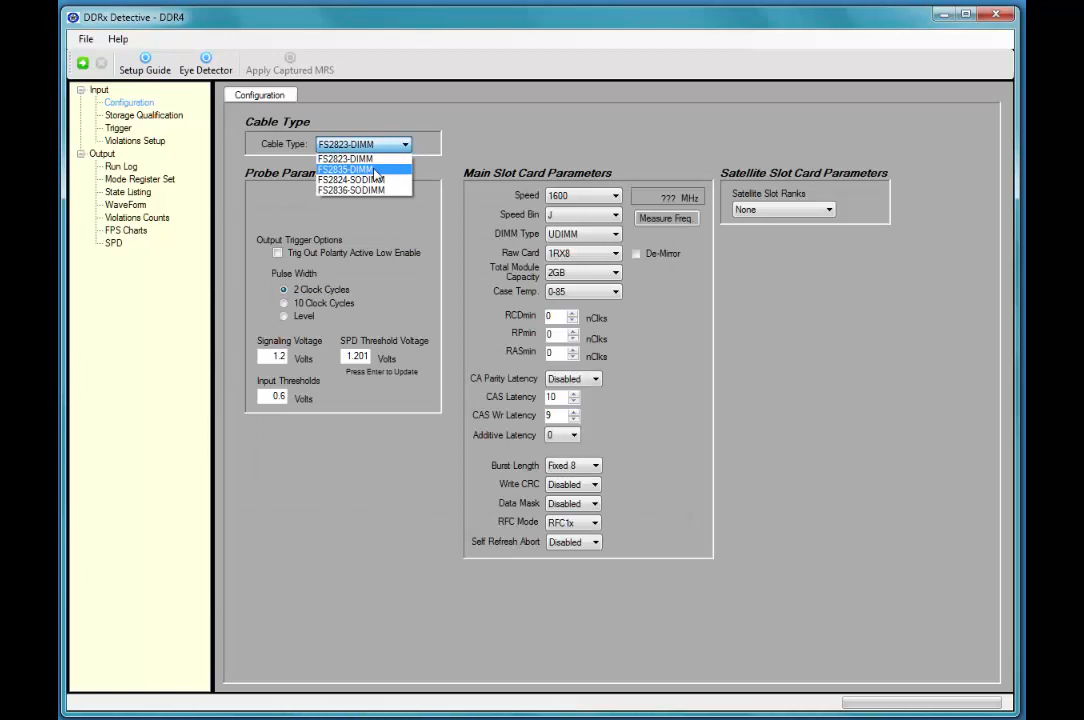 DDRx Detective - DDR4
File Help
Setup Guide Eye Detector Apply Captured MRS
Input
Configuration
Storage Qualification
Trigger
Violations Setup
Output
Run Log
Mode Register Set
State Listing
WaveForm
Violations Counts
FPS Charts
SPD
Configuration
Cable Type
Cable Type: FS2823-DIMM
FS2823-DIMM
FS2835-DIMM
FS2824-SODIMM
FS2836-SODIMM
Probe Param
Output Trigger Options
Trig Out Polarity Active Low Enable
Pulse Width
2 Clock Cycles
10 Clock Cycles
Level
Signaling Voltage SPD Threshold Voltage
1.2 Volts 1.201 Volts
Press Enter to Update
Input Thresholds
0.6 Volts
Main Slot Card Parameters
Speed 1600 ??? MHz
Speed Bin J Measure Freq.
DIMM Type UDIMM
Raw Card 1RX8 De-Mirror
Total Module
Capacity 2GB
Case Temp. 0-85
RCDmin 0 nClks
RPmin 0 nClks
RASmin 0 nClks
CA Parity Latency Disabled
CAS Latency 10
CAS Wr Latency 9
Additive Latency 0
Burst Length Fixed 8
Write CRC Disabled
Data Mask Disabled
RFC Mode RFC1x
Self Refresh Abort Disabled
Satellite Slot Card Parameters
Satellite Slot Ranks
None